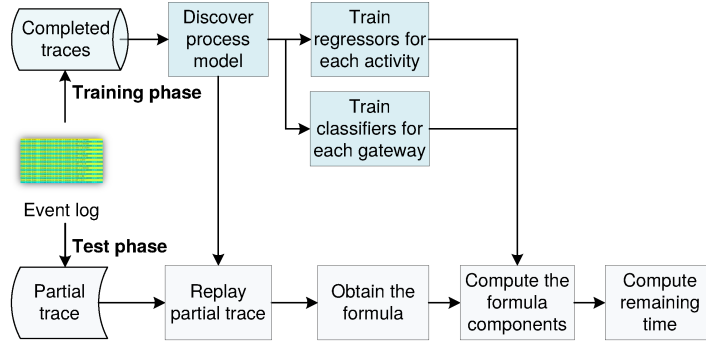 Completed
traces
Discover
process
model
Train
regressors for
each activity
Training phase
Train
classifiers for
each gateway
Event log
Test phase
Partial
trace
Replay
partial trace
Obtain the
formula
Compute the
formula
components
Compute
remaining
time